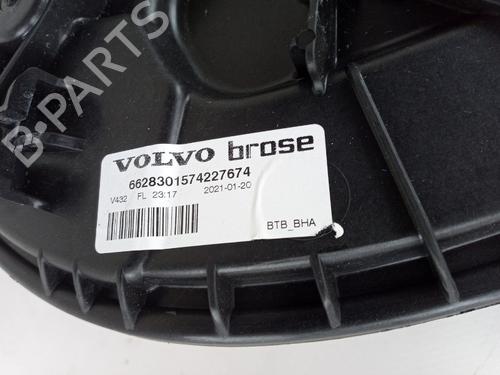 B-PARTS
VOLVO brose
6628301574227674
V432 FL 23:17 2021-01-20
BTB_BHA